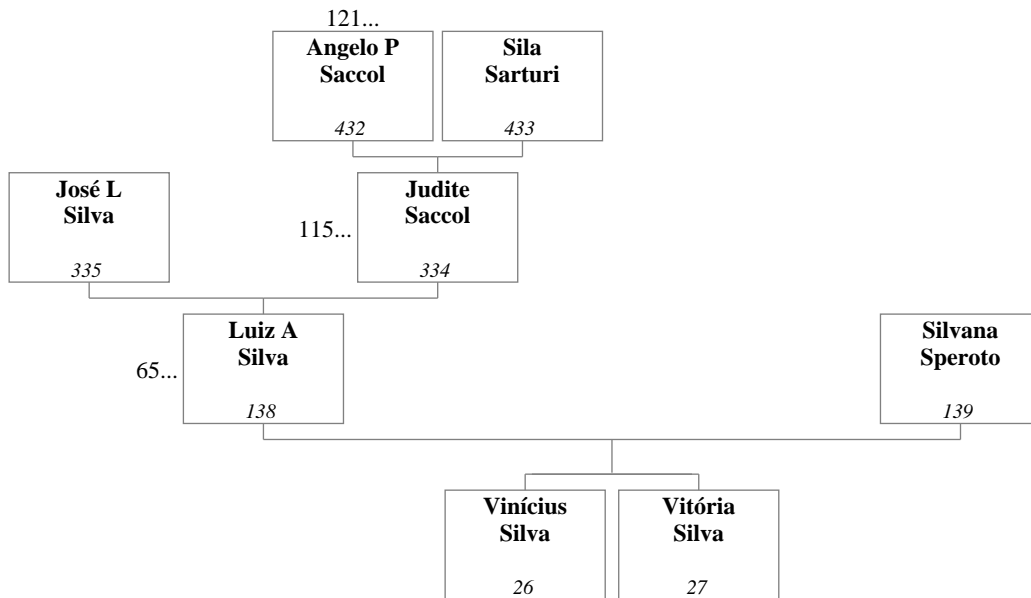 121...
Angelo P
Saccol
432
Sila
Sarturi
433
José L
Silva
335
115...
Judite
Saccol
334
65...
Luiz A
Silva
138
Silvana
Speroto
139
Vinícius
Silva
26
Vitória
Silva
27